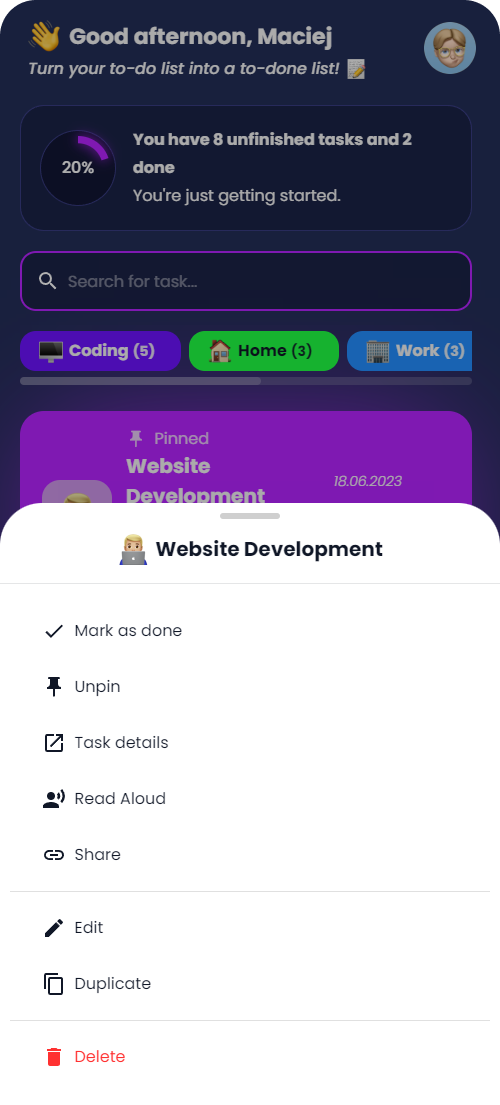 👋 Good afternoon, Maciej
Turn your to-do list into a to-done list! 📝
20%
You have 8 unfinished tasks and 2
done
You're just getting started.
Search for task...
Coding (5)
Home (3)
Work (3)
Pinned
Website
Development
18.06.2023
Website Development
Mark as done
Unpin
Task details
Read Aloud
Share
Edit
Duplicate
Delete